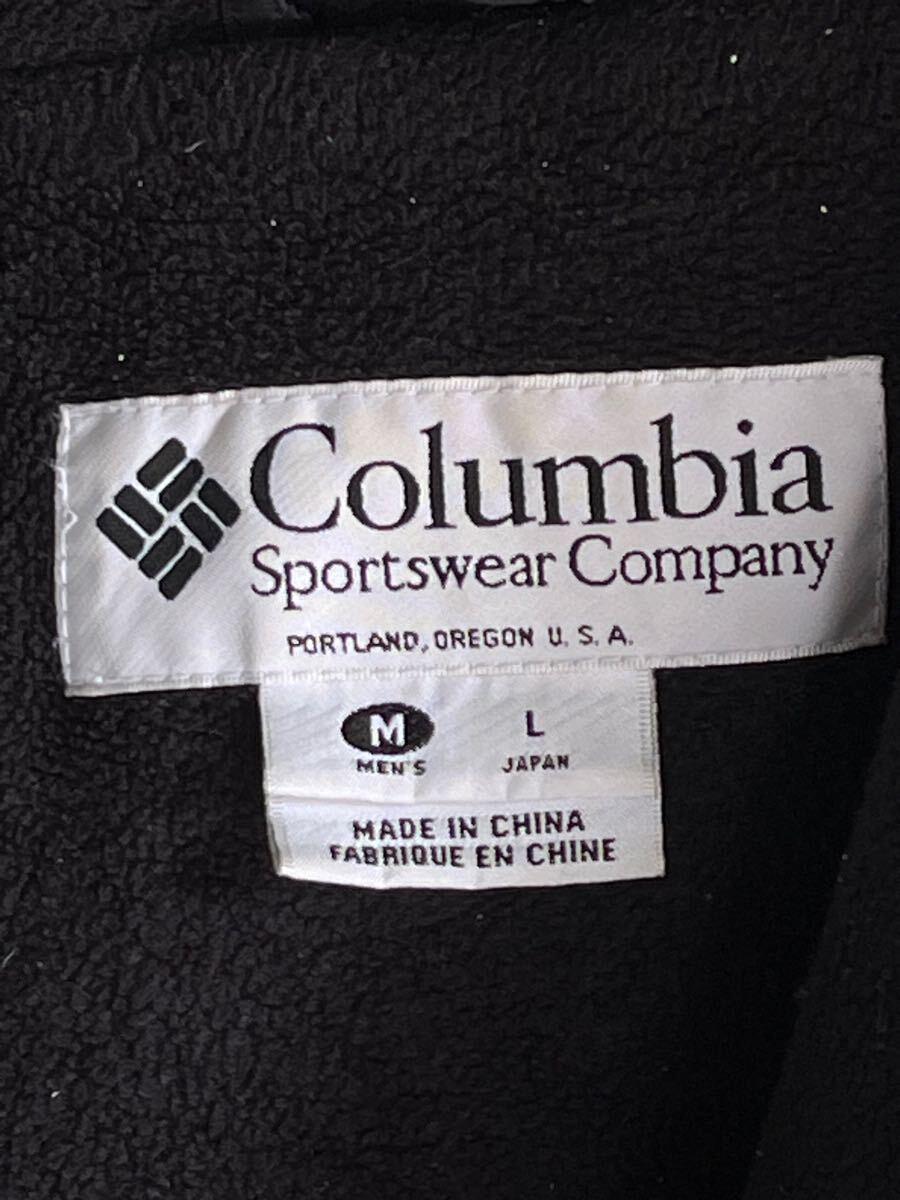 Columbia
Sportswear Company
PORTLAND, OREGON U. S. A.
M L
MEN'S JAPAN
MADE IN CHINA
FABRIQUE EN CHINE